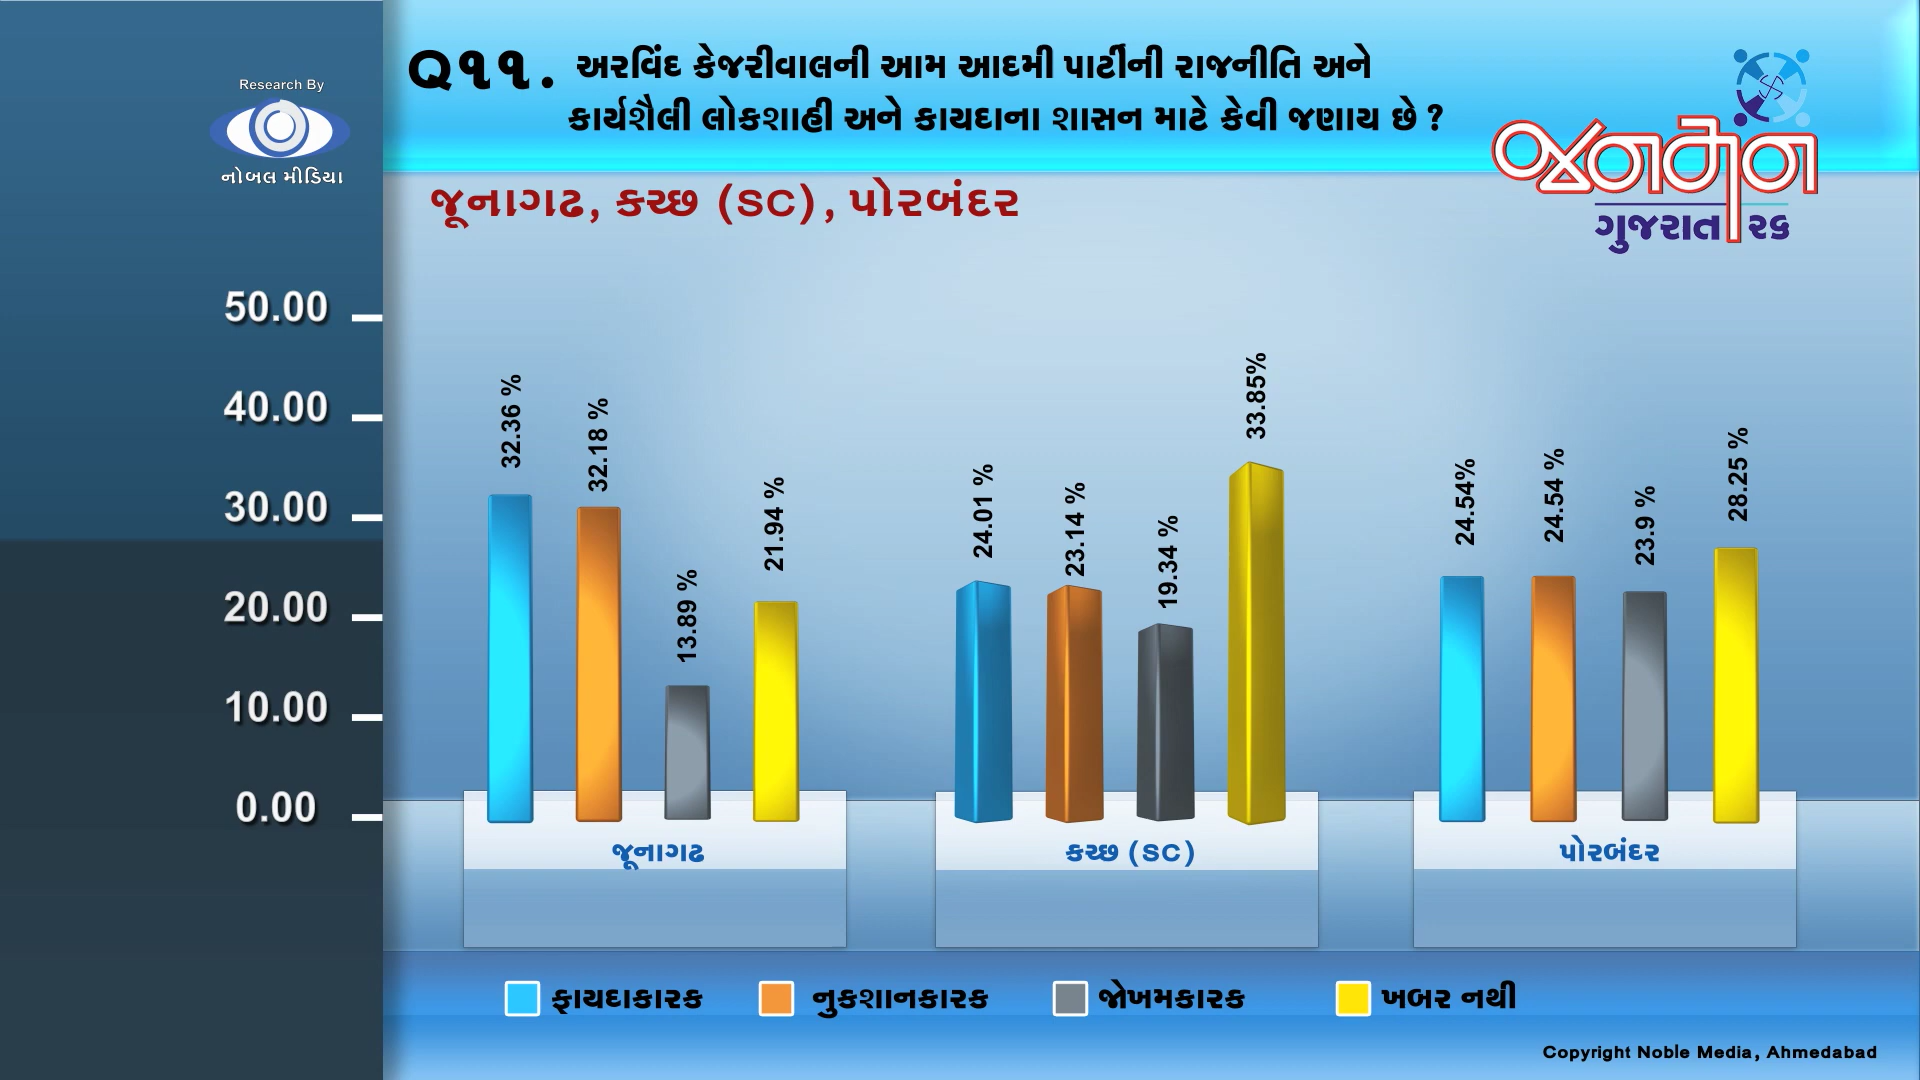 Research By
નોબલ મીડિયા
Q૧૧. અરવિંદ કેજરીવાલની આમ આદમી પાર્ટીની રાજનીતિ અને
કાર્યશૈલી લોકશાહી અને કાયદાના શાસન માટે કેવી જણાય છે ?
જનમન
ગુજરાત ૨૬
જૂનાગઢ, કચ્છ (SC), પોરબંદર
50.00
40.00
30.00
20.00
10.00
0.00
32.36 %
32.18 %
13.89 %
21.94 %
24.01 %
23.14 %
19.34 %
33.85%
24.54%
24.54 %
23.9 %
28.25 %
જૂનાગઢ
કચ્છ (SC)
પોરબંદર
ફાયદાકારક
નુકશાનકારક
જોખમકારક
ખબર નથી
Copyright Noble Media, Ahmedabad